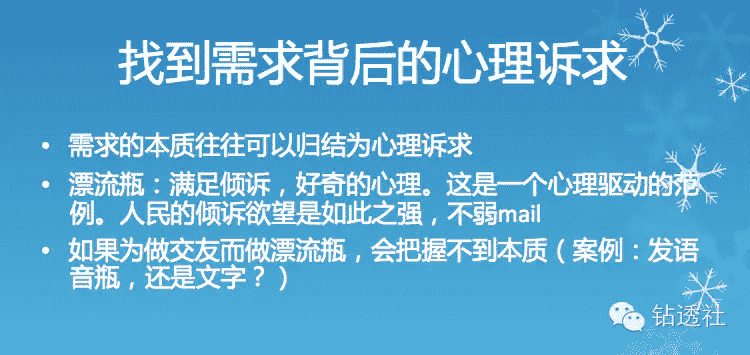 找到需求背后的心理诉求
• 需求的本质往往可以归结为心理诉求
• 漂流瓶：满足倾诉，好奇的心理。这是一个心理驱动的范
例。人民的倾诉欲望是如此之强，不弱mail
• 如果为做交友而做漂流瓶，会把握不到本质（案例：发语
音瓶，还是文字？）
钻透社